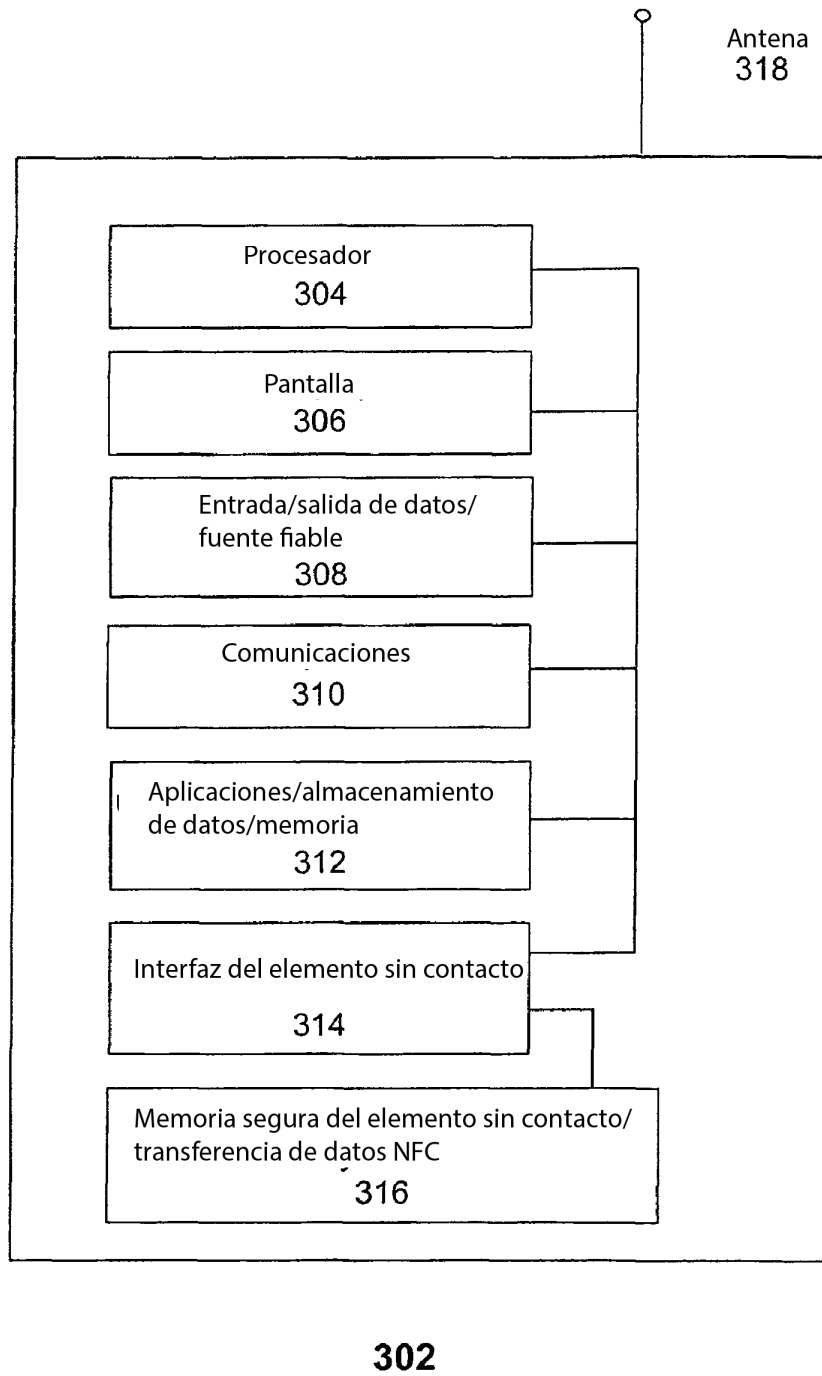 Antena
318
Procesador
304
Pantalla
306
Entrada/salida de datos/
fuente fiable
308
Comunicaciones
310
Aplicaciones/almacenamiento
de datos/memoria
312
Interfaz del elemento sin contacto
314
Memoria segura del elemento sin contacto/
transferencia de datos NFC
316
302